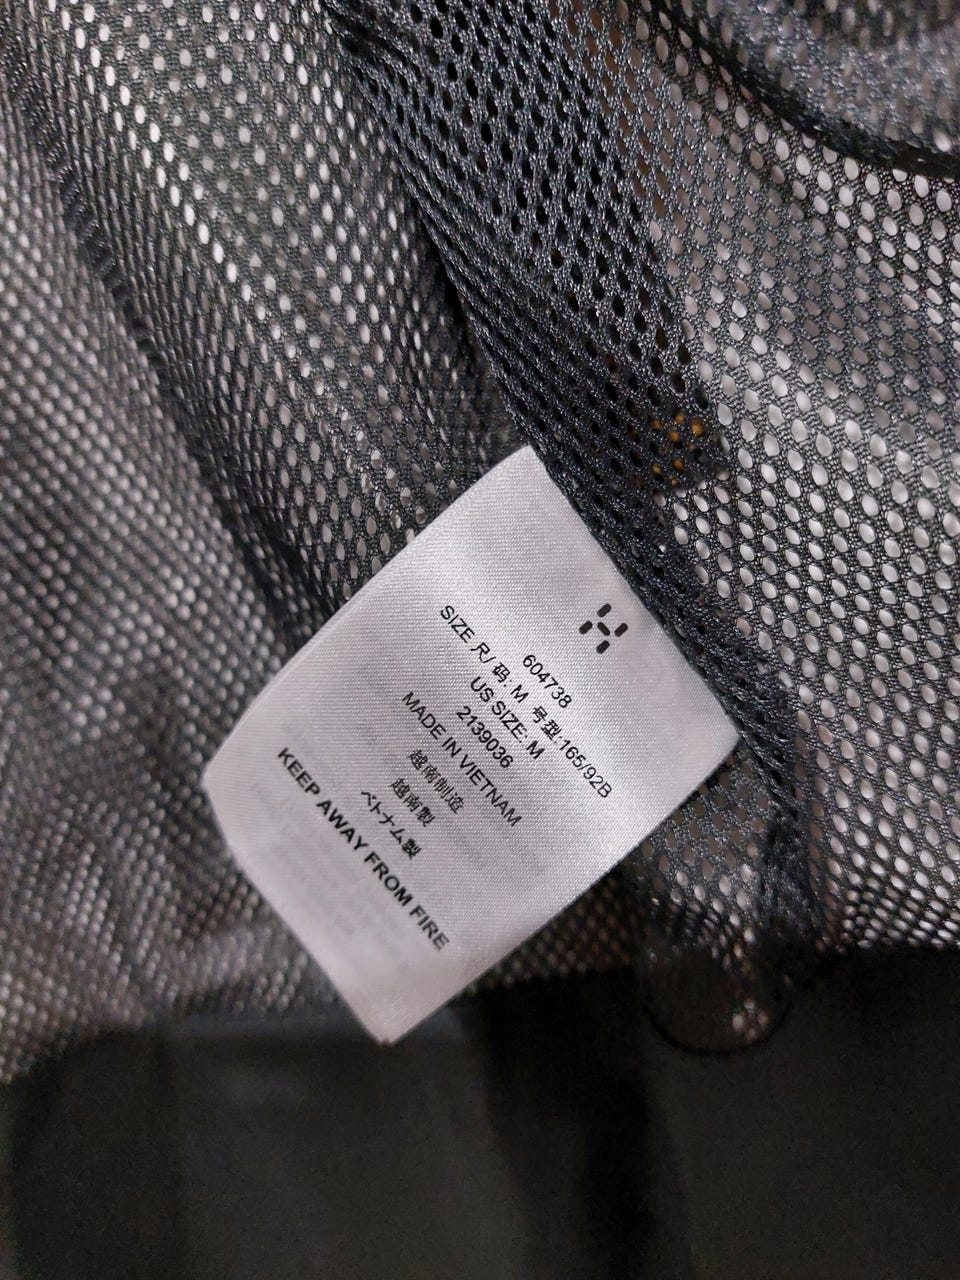 604738
SIZE 尺/码: M 号型:165/92B
US SIZE: M
2139036
MADE IN VIETNAM
越南制造
越南製
ベトナム製
KEEP AWAY FROM FIRE